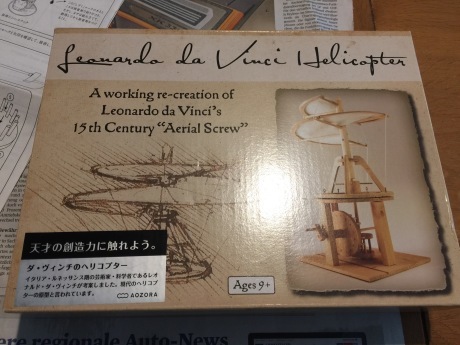 Leonardo da Vinci Helicopter
A working re-creation of
Leonardo da Vinci's
15th Century "Aerial Screw"
天才の創造力に触れよう。
ダ・ヴィンチのヘリコプター
イタリア・ルネッサンス期の芸術家・科学者であるレオ
ナルド・ダ・ヴィンチが考案しました。現代のヘリコプ
ターの原型と言われています。
AOZORA
Ages 9+
ere regionale Auto-News